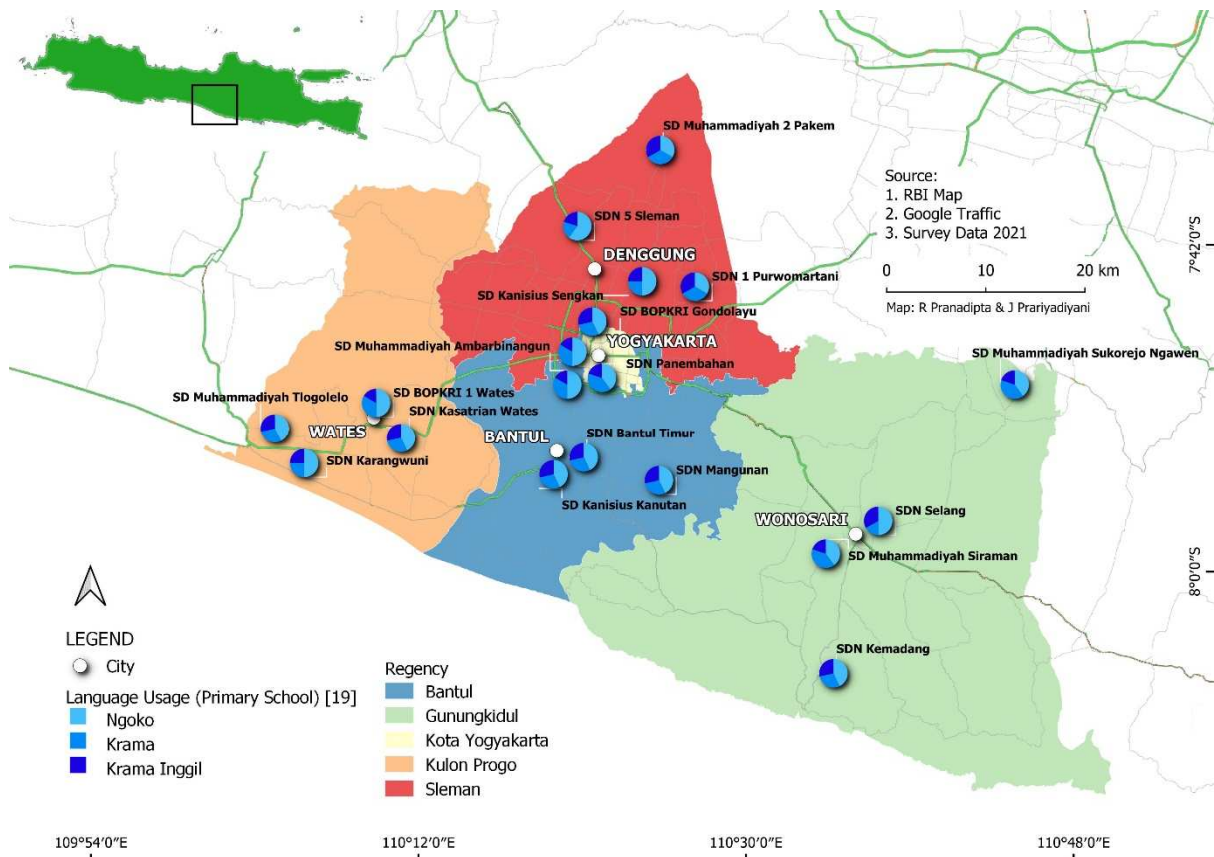 SD Muhammadiyah 2 Pakem
Source:
1. RBI Map
2. Google Traffic
3. Survey Data 2021
0 10 20 km
Map: R Pranadipta & J Prariyadiyani
SDN 5 Sleman
DENGGUNG
SDN 1 Purwomartani
SD Kanisius Sengkan
SD BOPKRI Gondolayu
YOGYAKARTA
SD Muhammadiyah Ambarbinangun
SDN Panembahan
SD Muhammadiyah Sukorejo Ngawen
SD Muhammadiyah Tlogolelo
SD BOPKRI 1 Wates
SDN Kasatrian Wates
WATES
SDN Karangwuni
BANTUL
SDN Bantul Timur
SDN Mangunan
SD Kanisius Kanutan
WONOSARI
SDN Selang
SD Muhammadiyah Siraman
SDN Kemadang
LEGEND
City
Language Usage (Primary School) [19]
Ngoko
Krama
Krama Inggil
Regency
Bantul
Gunungkidul
Kota Yogyakarta
Kulon Progo
Sleman
7°42'0"S
8°0'0"S
109°54'0"E
110°12'0"E
110°30'0"E
110°48'0"E